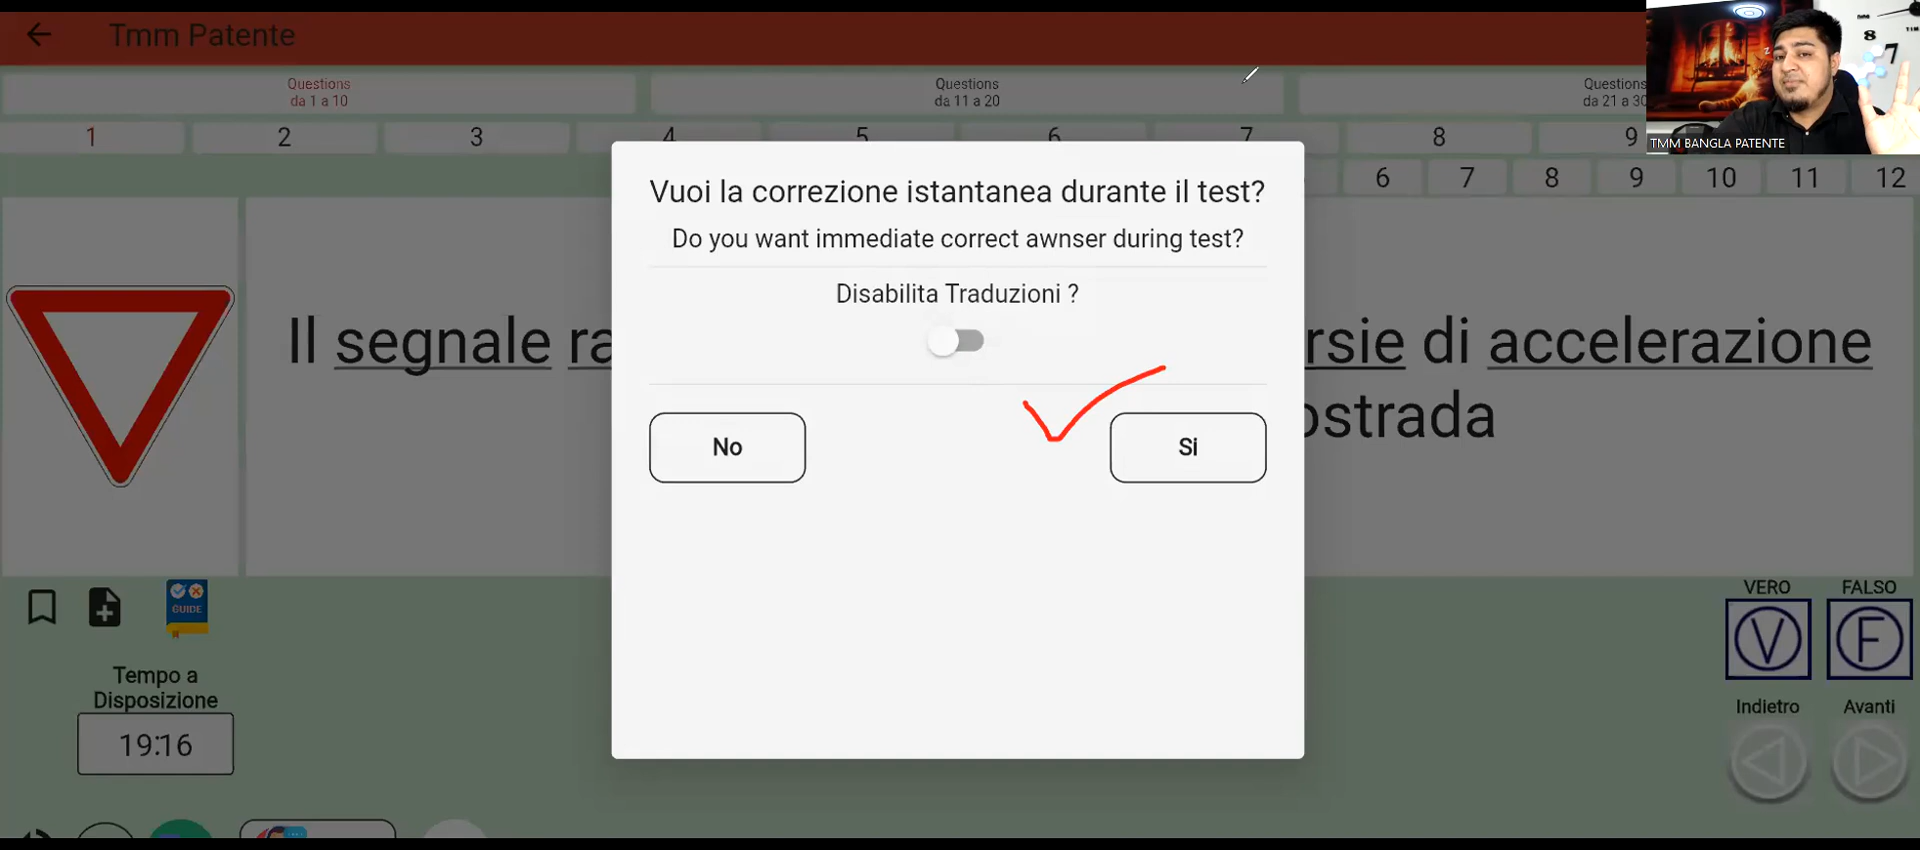 Tmm Patente
Questions
da 1 a 10
Questions
da 11 a 20
Questions
da 21 a 30
1 2 3 4 5 6 7 8 9
6 7 8 9 10 11 12
TMM BANGLA PATENTE
8
7
Vuoi la correzione istantanea durante il test?
Do you want immediate correct awnser during test?
Disabilita Traduzioni ?
No
Si
Il segnale
di accelerazione
GUIDE
VERO
FALSO
V
F
Tempo a
Disposizione
19:16
Indietro
Avanti